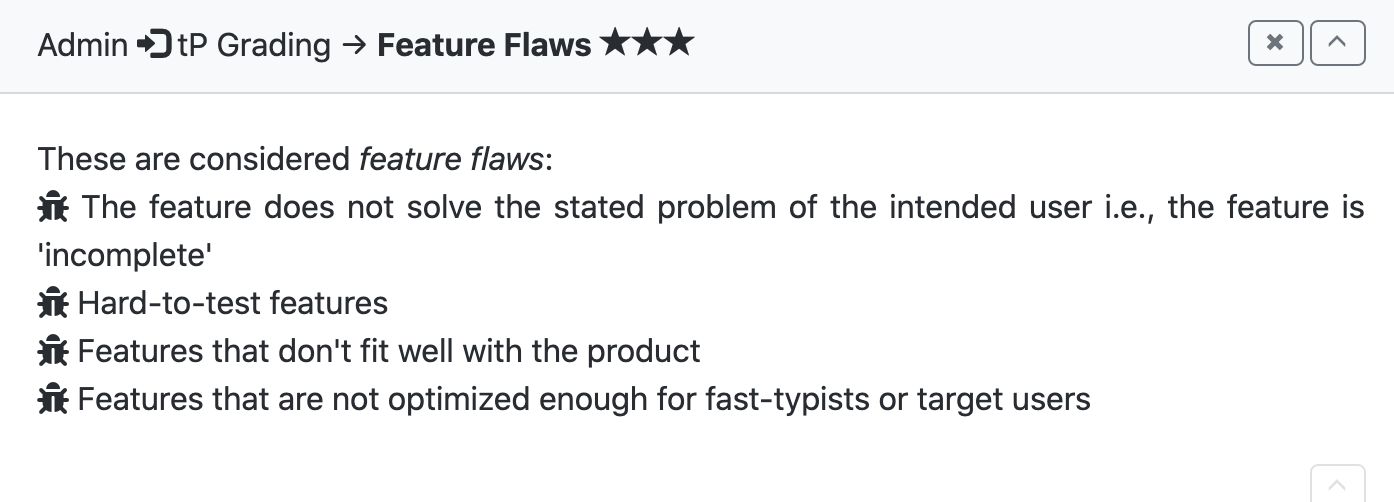 Admin tP Grading → Feature Flaws ★★★
These are considered feature flaws:
The feature does not solve the stated problem of the intended user i.e., the feature is
'incomplete'
Hard-to-test features
Features that don't fit well with the product
Features that are not optimized enough for fast-typists or target users